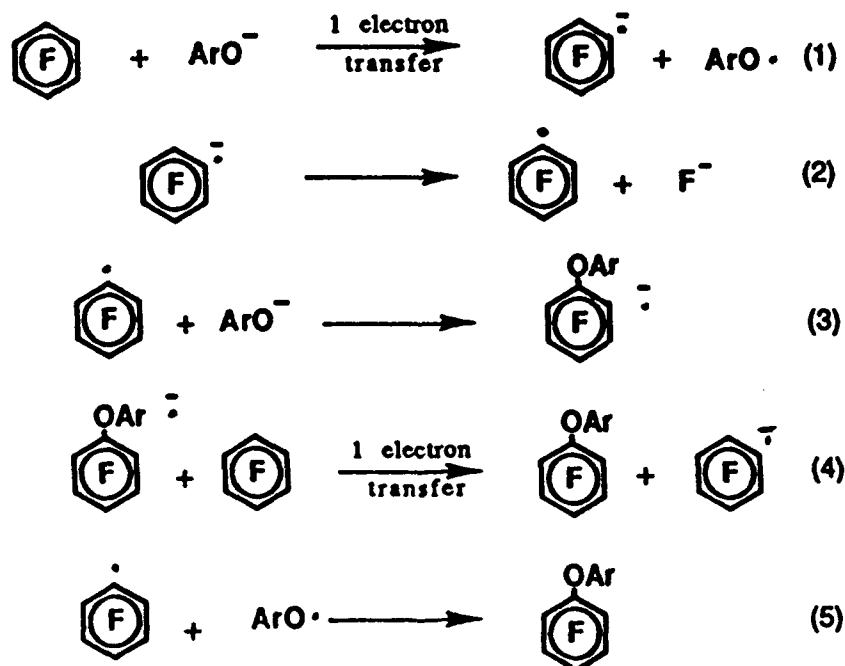 1 electron
F + ArO⁻ transfer F ⁻• + ArO• (1)
F ⁻• • F + F⁻ (2)
• F + ArO⁻ OAr F ⁻• (3)
OAr F ⁻• + F 1 electron transfer OAr F + F ⁻• (4)
• F + ArO• OAr F (5)